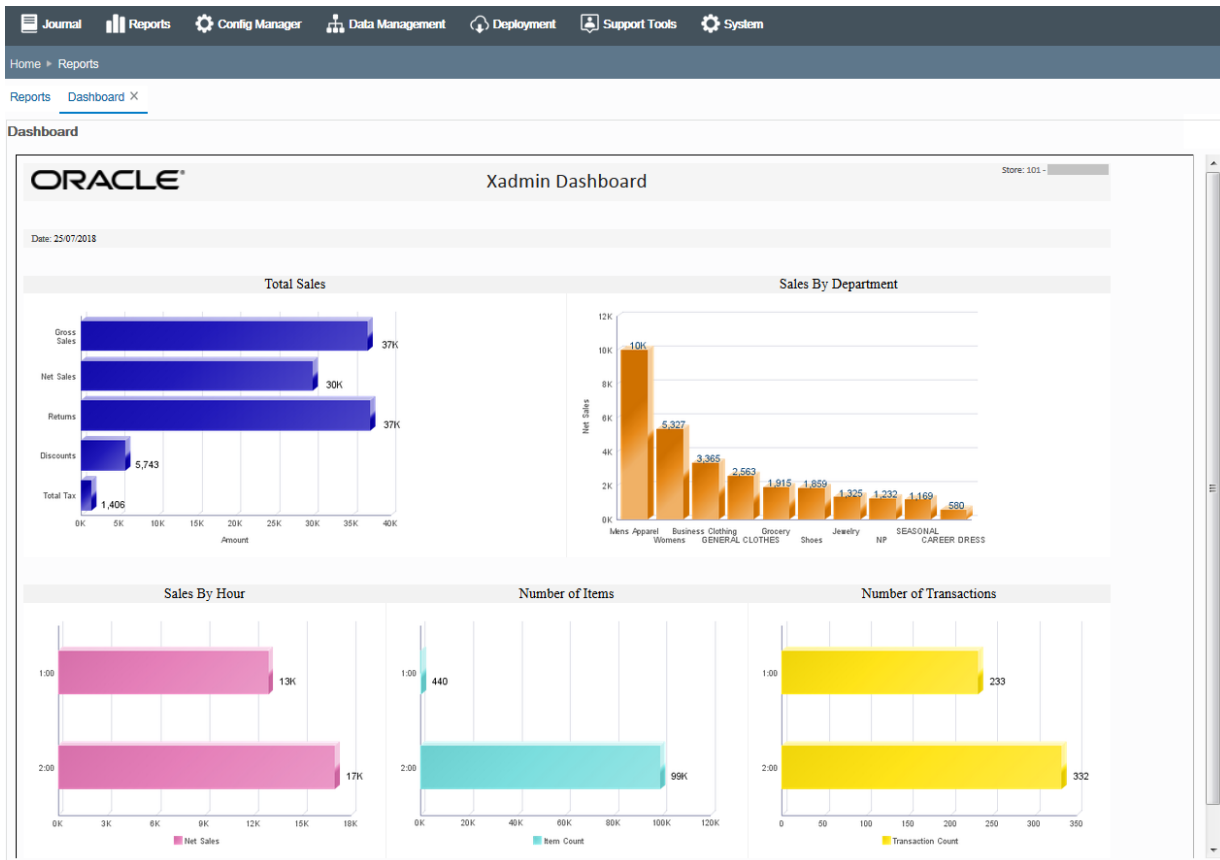 Journal Reports Config Manager Data Management Deployment Support Tools System
Home ▸ Reports
Reports Dashboard ×
Dashboard
ORACLE®
Xadmin Dashboard
Store: 101 -
Date: 25/07/2018
Total Sales
Gross
Sales
37K
Net Sales
30K
Returns
37K
Discounts
5,743
Total Tax
1,406
0K 5K 10K 15K 20K 25K 30K 35K 40K
Amount
Sales By Department
12K
10K
8K
6K
4K
2K
0K
Net Sales
10K 5,327 3,365 2,563 1,915 1,859 1,325 1,232 1,169 580
Mens Apparel Business Clothing Grocery Jewelry SEASONAL
Womens GENERAL CLOTHES Shoes NP CAREER DRESS
Sales By Hour
1:00
13K
2:00
17K
0K 3K 6K 9K 12K 15K 18K
Net Sales
Number of Items
1:00
440
2:00
99K
0K 20K 40K 60K 80K 100K 120K
Item Count
Number of Transactions
1:00
233
2:00
332
0 50 100 150 200 250 300 350
Transaction Count